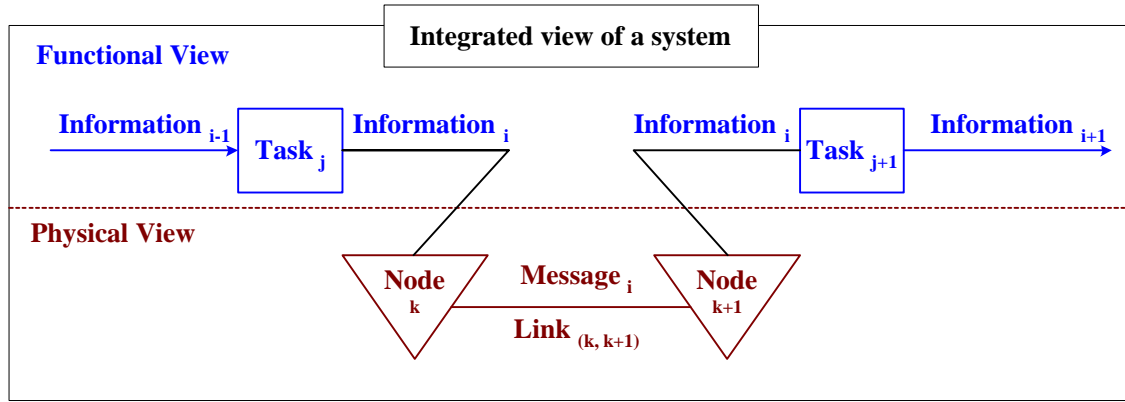 Integrated view of a system
Functional View
Information i-1
Task j
Information i
Information i
Task j+1
Information i+1
Physical View
Node
k
Message i
Link (k, k+1)
Node
k+1